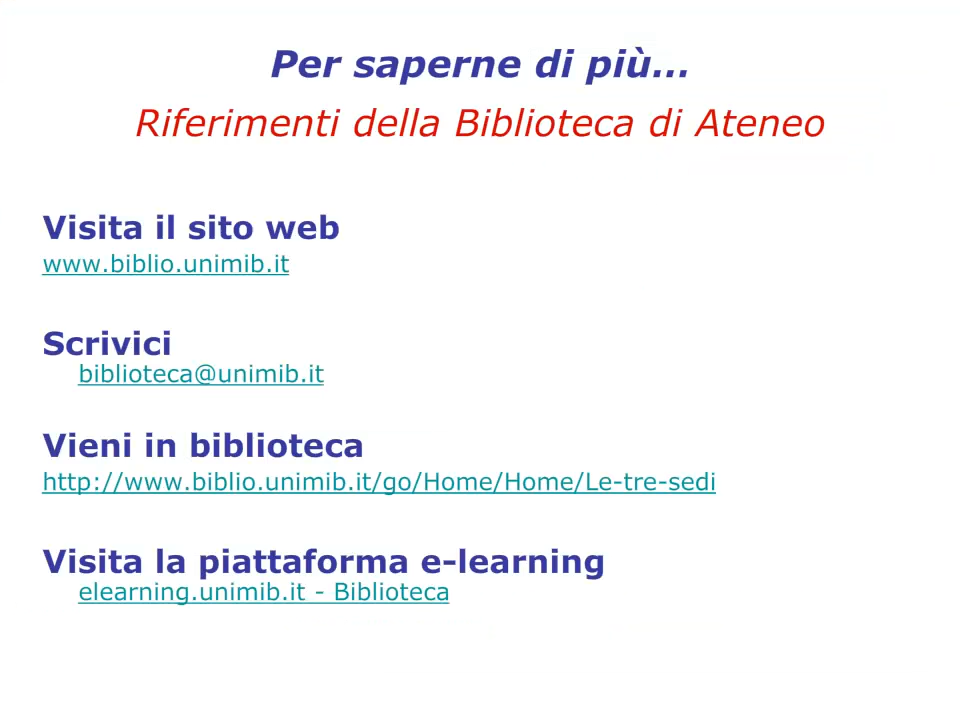 Per saperne di più…
Riferimenti della Biblioteca di Ateneo
Visita il sito web
www.biblio.unimib.it
Scrivici
biblioteca@unimib.it
Vieni in biblioteca
http://www.biblio.unimib.it/go/Home/Home/Le-tre-sedi
Visita la piattaforma e-learning
elearning.unimib.it - Biblioteca